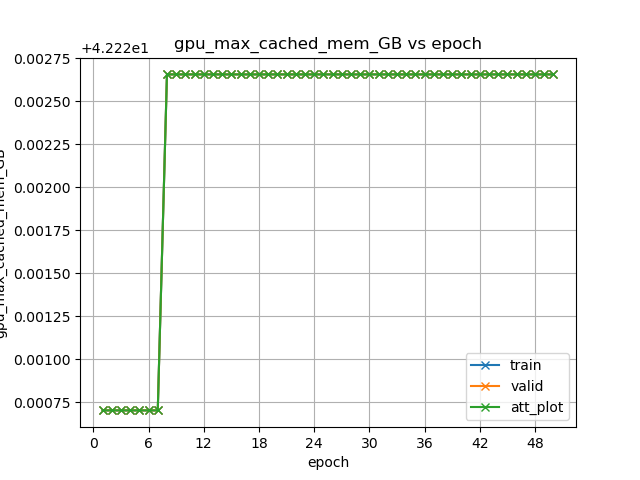 +4.222e1
gpu_max_cached_mem_GB vs epoch
0.00275
0.00250
0.00225
0.00200
0.00175
0.00150
0.00125
0.00100
0.00075
gpu_max_cached_mem_GB
train
valid
att_plot
0 6 12 18 24 30 36 42 48
epoch